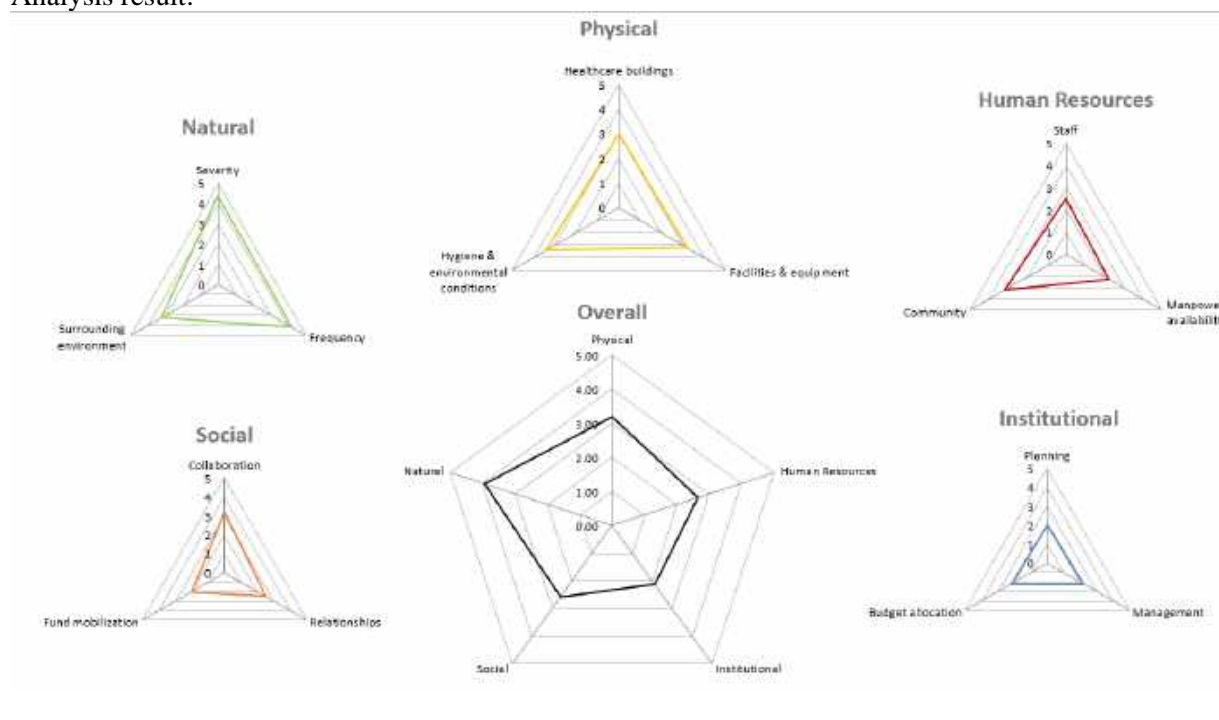 Analysis result:
Physical
Healthcare buildings
5
4
3
2
1
0
Hygiene &
environmental
conditions
Facilities & equipment
Natural
Severity
5
4
3
2
1
0
Surrounding
environment
Frequency
Human Resources
Staff
5
4
3
2
1
0
Community
Manpowe
availabilit
Overall
Physical
5.00
4.00
3.00
2.00
1.00
0.00
Natural
Human Resources
Social
Institutional
Social
Collaboration
5
4
3
2
1
0
Fund mobilization
Relationships
Institutional
Planning
5
4
3
2
1
0
Budget allocation
Management